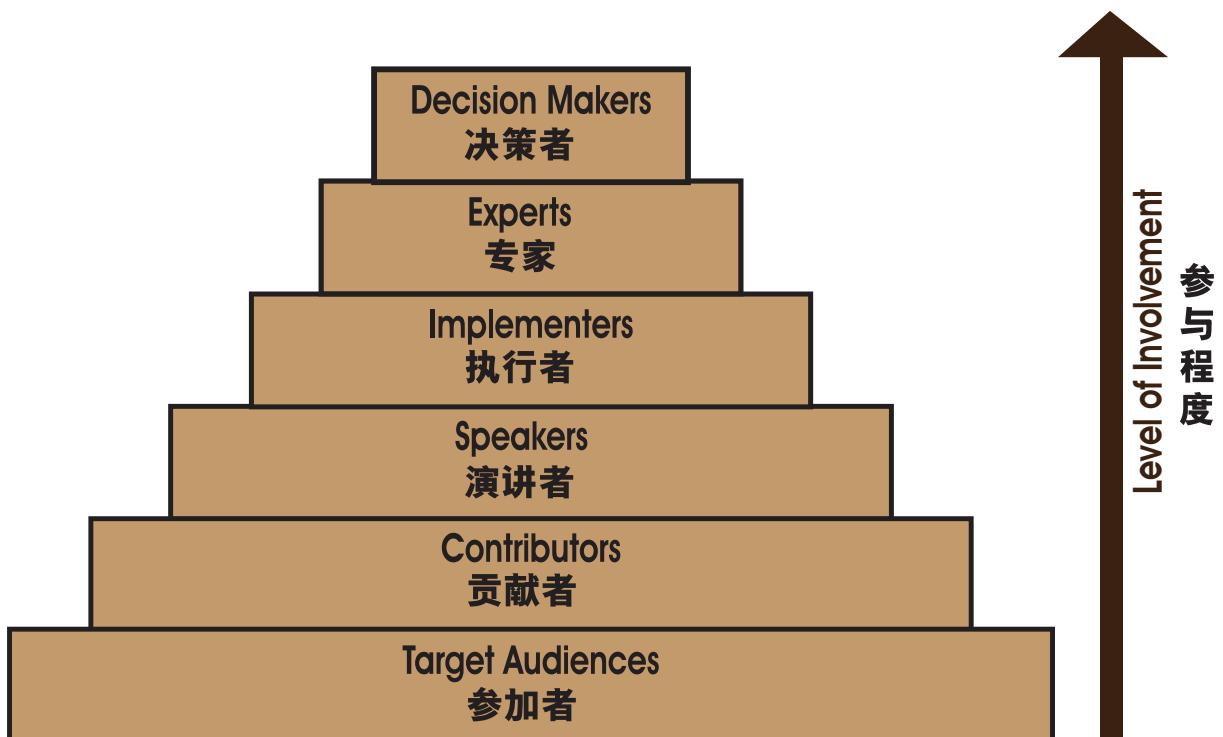 Decision Makers
决策者
Experts
专家
Implementers
执行者
Speakers
演讲者
Contributors
贡献者
Target Audiences
参加者
Level of Involvement
参与程度